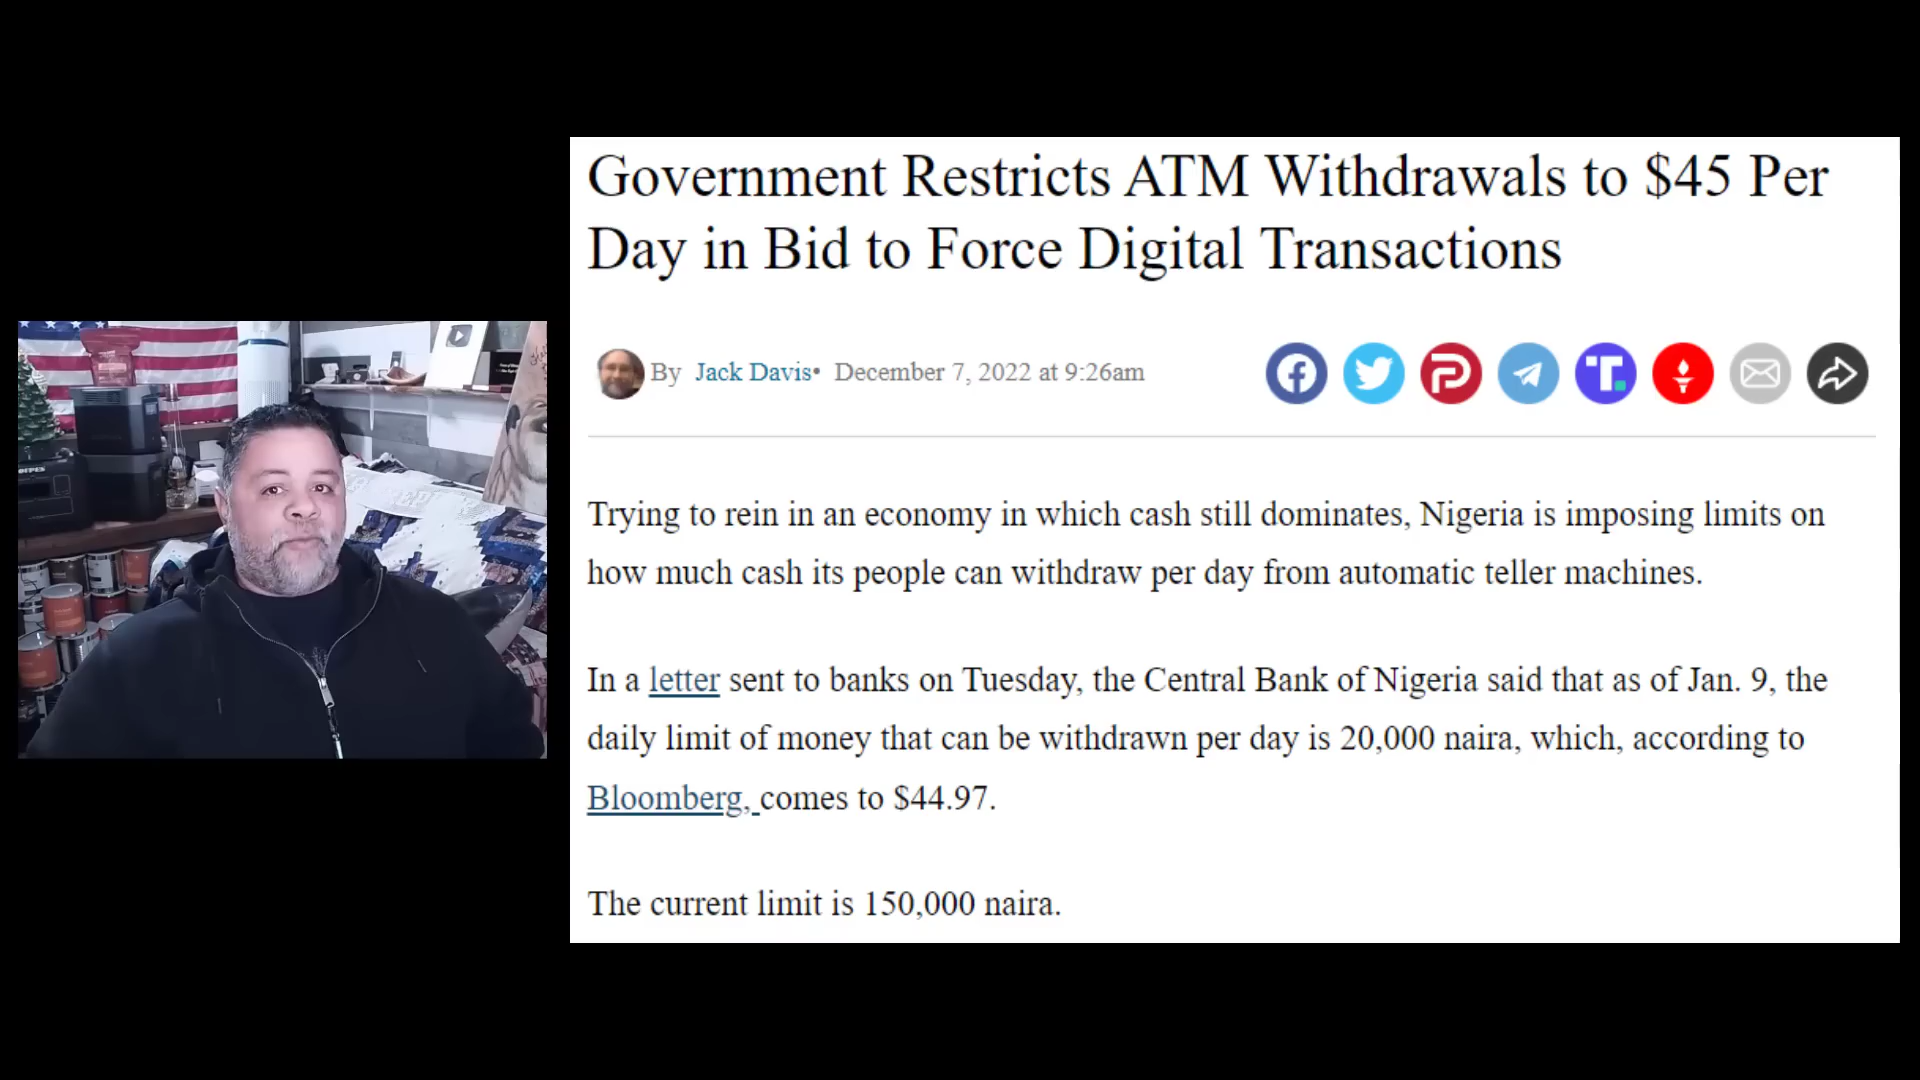 Government Restricts ATM Withdrawals to $45 Per
Day in Bid to Force Digital Transactions
By Jack Davis• December 7, 2022 at 9:26am
Trying to rein in an economy in which cash still dominates, Nigeria is imposing limits on
how much cash its people can withdraw per day from automatic teller machines.
In a letter sent to banks on Tuesday, the Central Bank of Nigeria said that as of Jan. 9, the
daily limit of money that can be withdrawn per day is 20,000 naira, which, according to
Bloomberg, comes to $44.97.
The current limit is 150,000 naira.